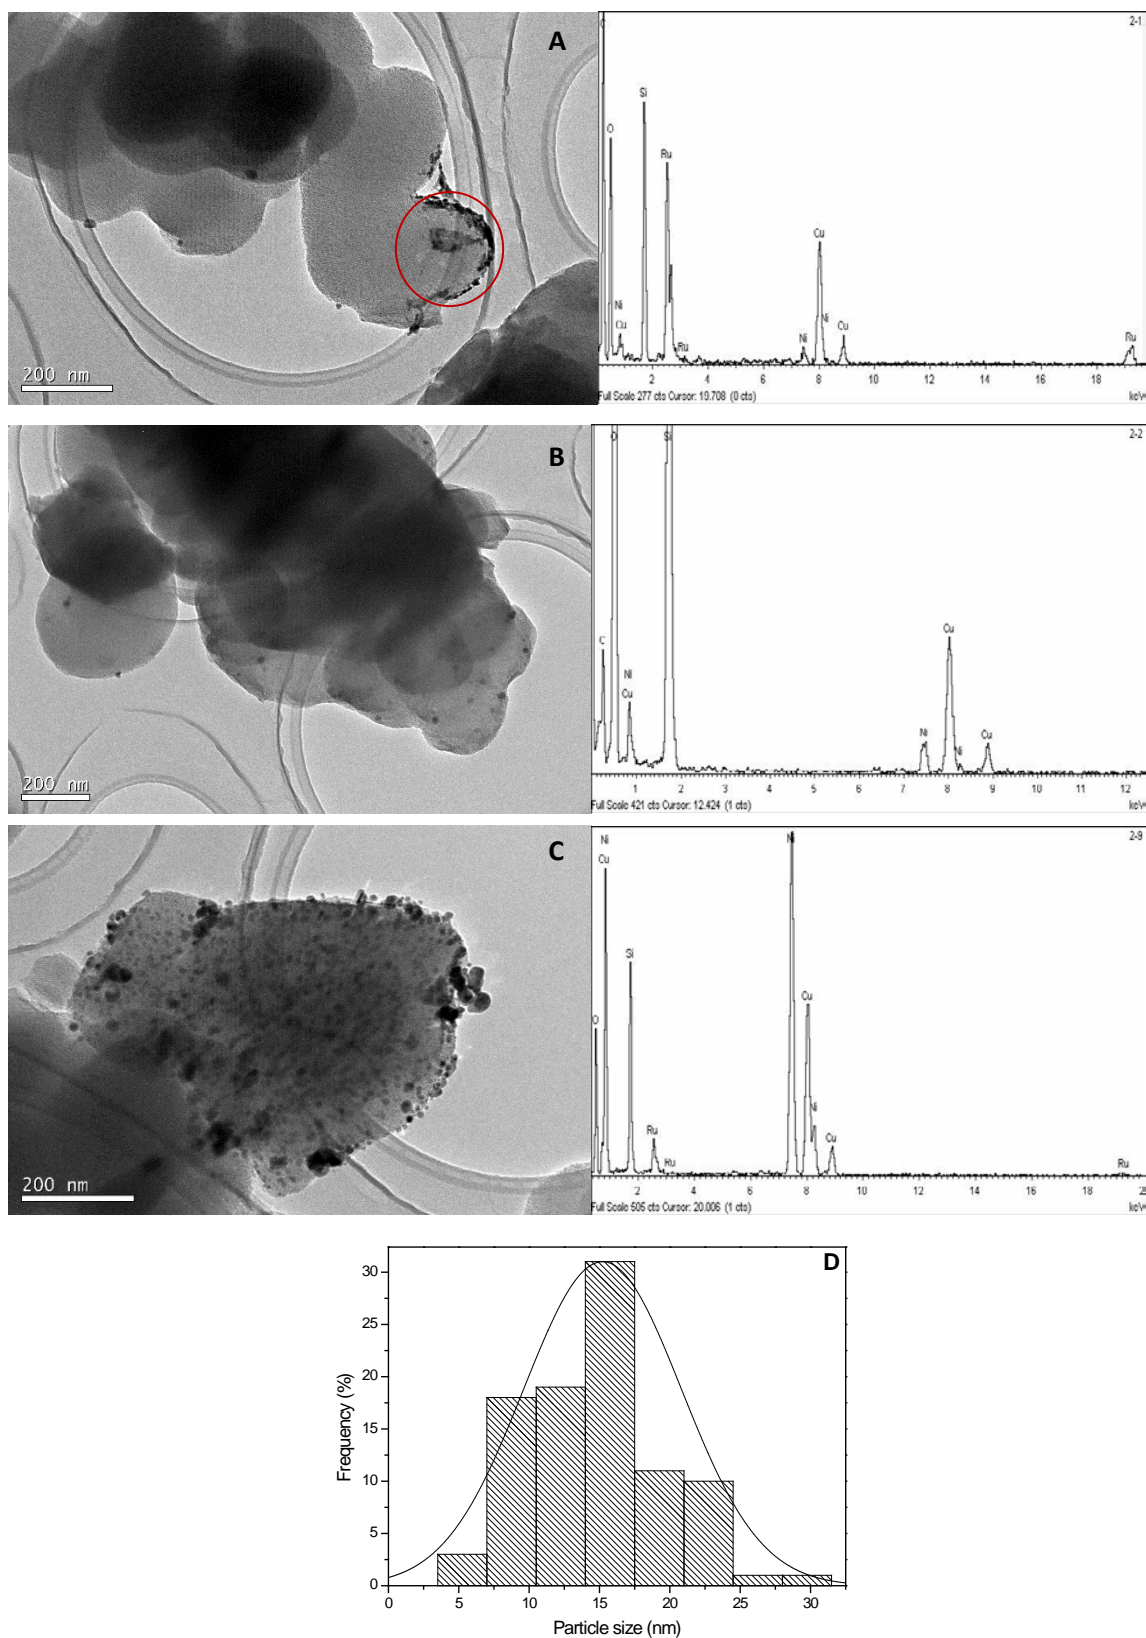 A
200 nm
2-1
C
O
Si
Ru
Ni
Cu
Ru
Ni
Cu
Ni
Cu
Ru
2 4 6 8 10 12 14 16 18
keV
Full Scale 277 cts Cursor: 19.708 (0 cts)
B
200 nm
2-2
O
Si
C
Ni
Cu
Ni
Cu
Ni
Cu
1 2 3 4 5 6 7 8 9 10 11 12
keV
Full Scale 421 cts Cursor: 12.424 (1 cts)
C
200 nm
2-9
Ni
Cu
O
Si
Ru
Ru
Ni
Cu
Ni
Cu
Ru
2 4 6 8 10 12 14 16 18 20
keV
Full Scale 505 cts Cursor: 20.006 (1 cts)
D
Frequency (%)
30
25
20
15
10
5
0
0 5 10 15 20 25 30
Particle size (nm)